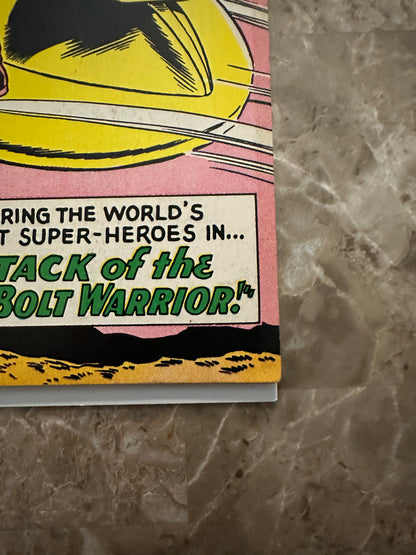 RING THE WORLD'S
T SUPER-HEROES IN...
TACK of the
BOLT WARRIOR!"